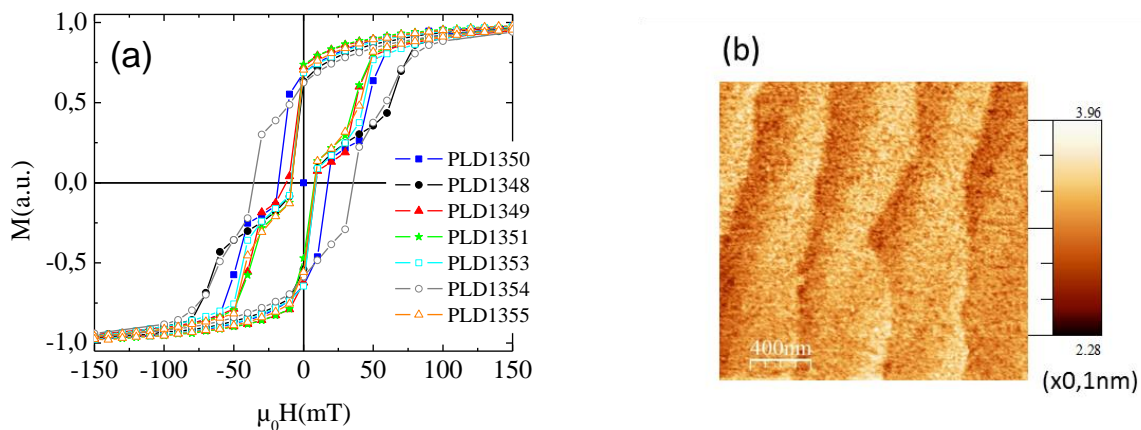 (a)
M(a.u.)
1,0
0,5
0,0
-0,5
-1,0
-150 -100 -50 0 50 100 150
μ0H(mT)
PLD1350
PLD1348
PLD1349
PLD1351
PLD1353
PLD1354
PLD1355
(b)
3.96
2.28
(x0,1nm)
400nm